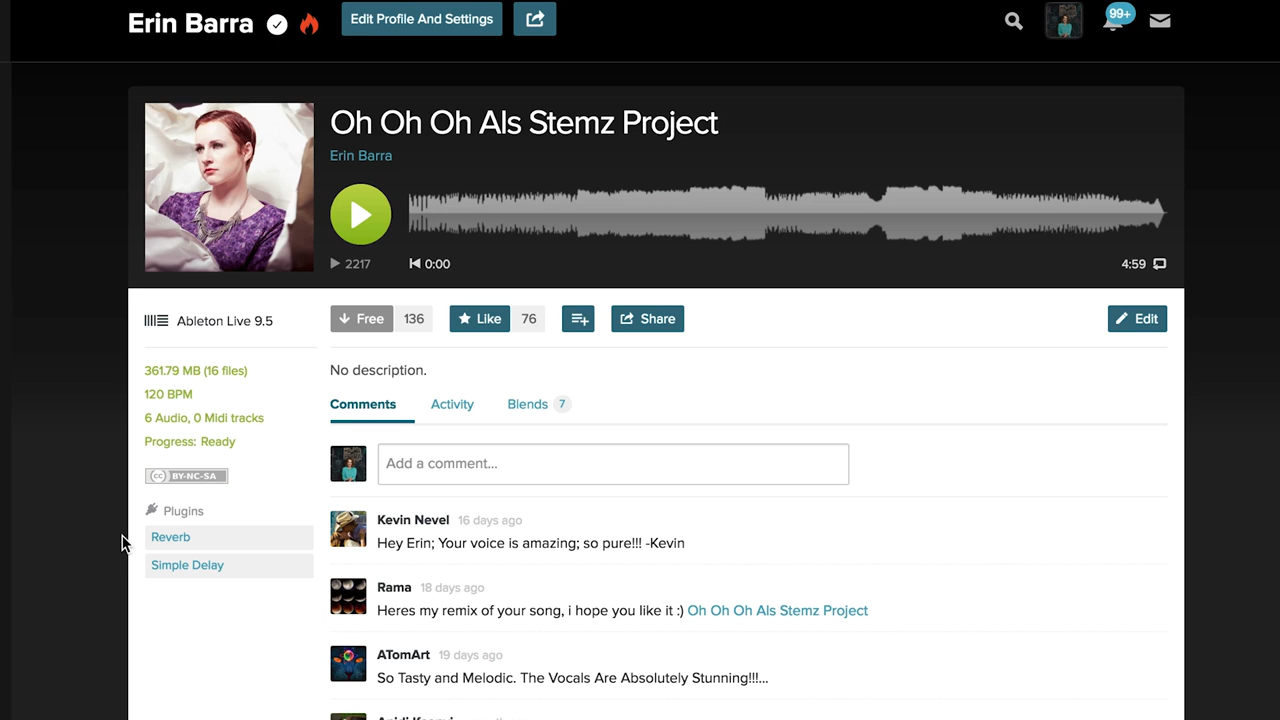 Erin Barra
Edit Profile And Settings
99+
Oh Oh Oh Als Stemz Project
Erin Barra
2217
0:00
4:59
Ableton Live 9.5
Free 136
Like 76
Share
Edit
361.79 MB (16 files)
120 BPM
6 Audio, 0 Midi tracks
Progress: Ready
cc BY-NC-SA
Plugins
Reverb
Simple Delay
No description.
Comments Activity Blends 7
Add a comment...
Kevin Nevel 16 days ago
Hey Erin; Your voice is amazing; so pure!!! -Kevin
Rama 18 days ago
Heres my remix of your song, i hope you like it :) Oh Oh Oh Als Stemz Project
ATomArt 19 days ago
So Tasty and Melodic. The Vocals Are Absolutely Stunning!!!...